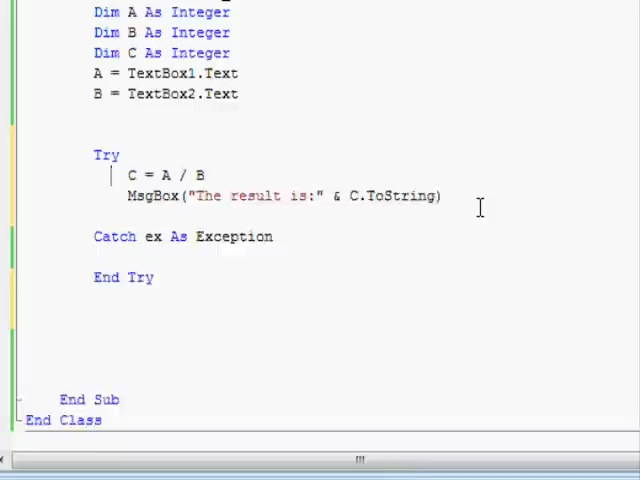 Dim A As Integer
Dim B As Integer
Dim C As Integer
A = TextBox1.Text
B = TextBox2.Text
Try
C = A / B
MsgBox("The result is:" & C.ToString)
Catch ex As Exception
End Try
End Sub
End Class